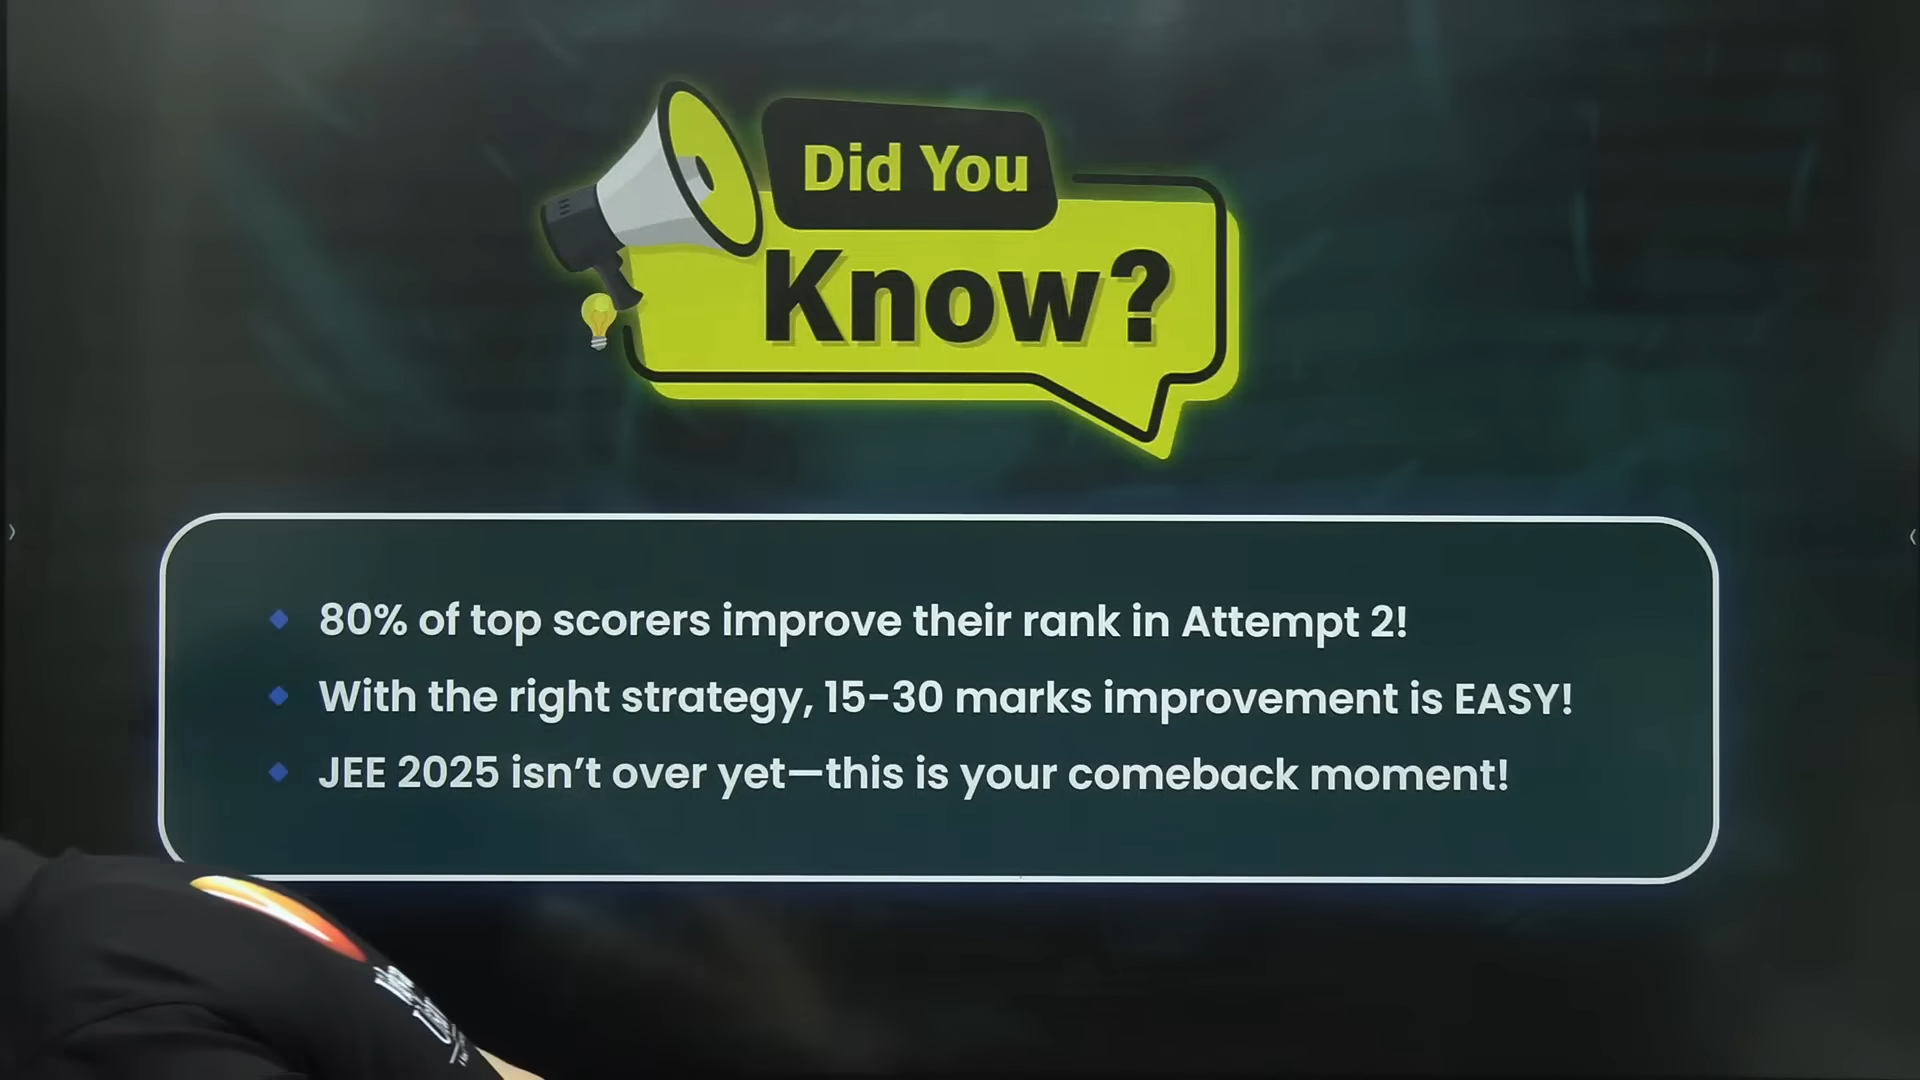 Did You
Know?
80% of top scorers improve their rank in Attempt 2!
With the right strategy, 15-30 marks improvement is EASY!
JEE 2025 isn't over yet—this is your comeback moment!